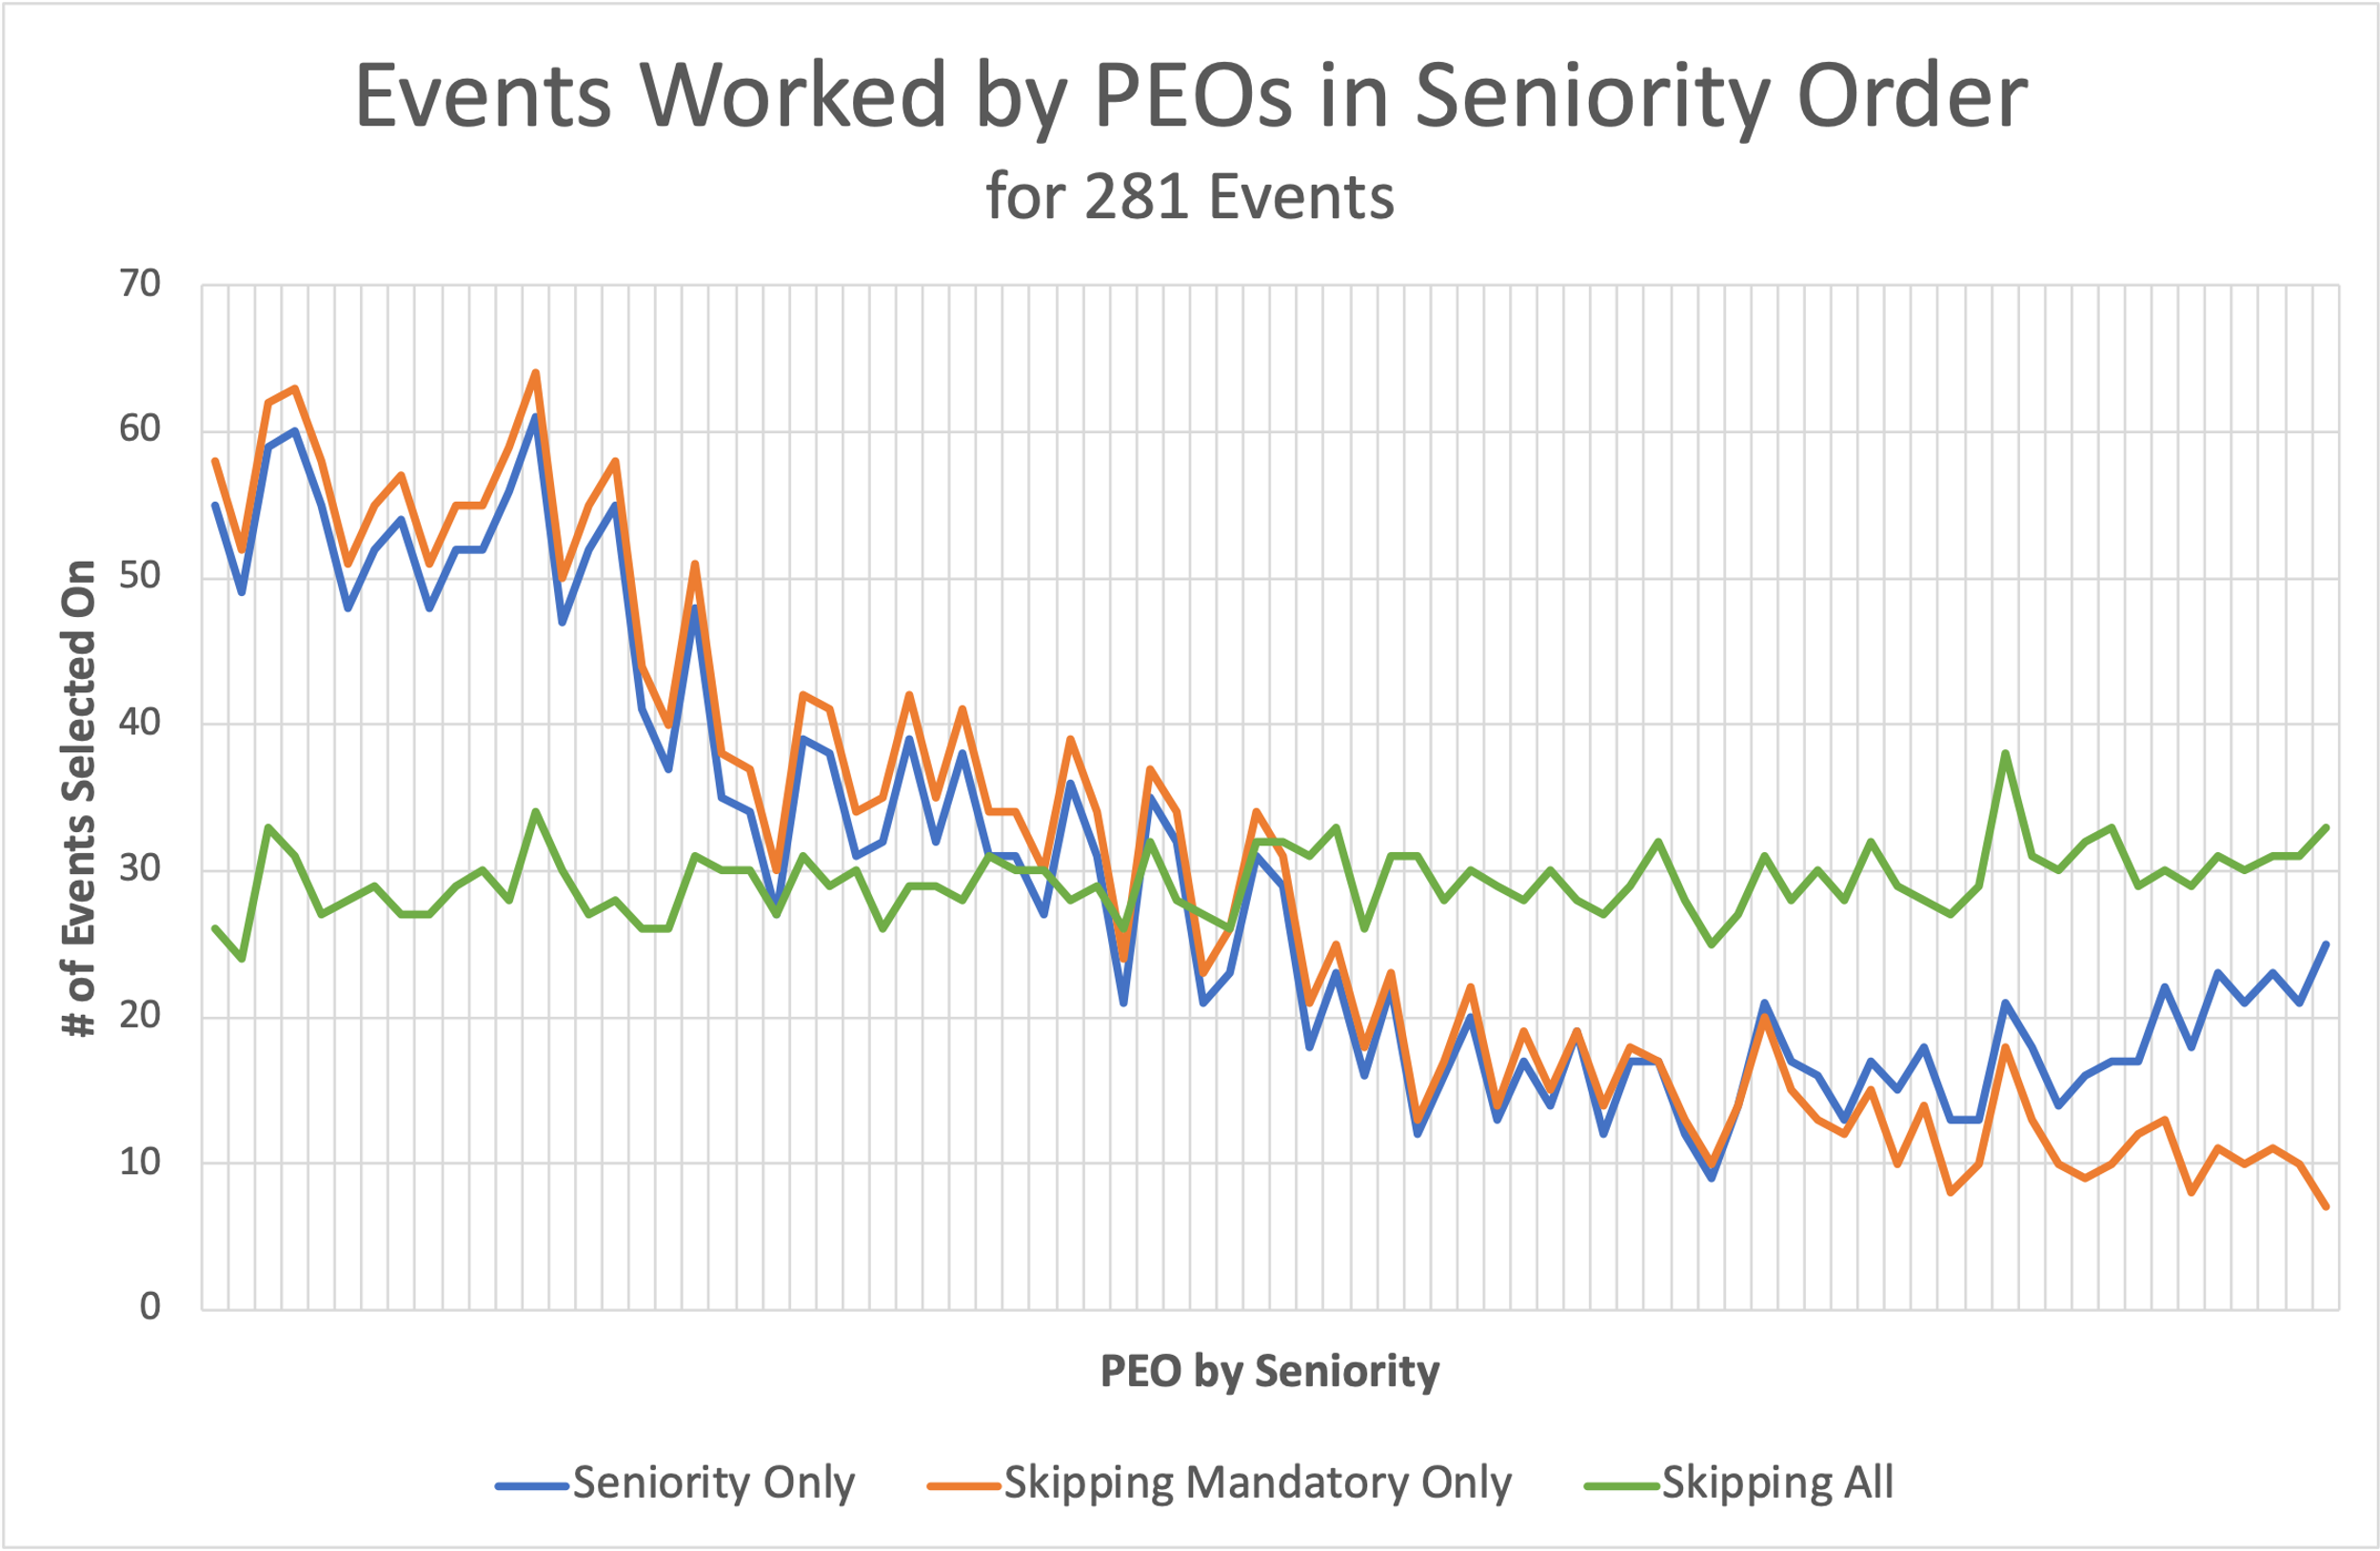 Events Worked by PEOs in Seniority Order
for 281 Events
70
60
50
40
30
20
10
0
# of Events Selected On
PEO by Seniority
Seniority Only
Skipping Mandatory Only
Skipping All